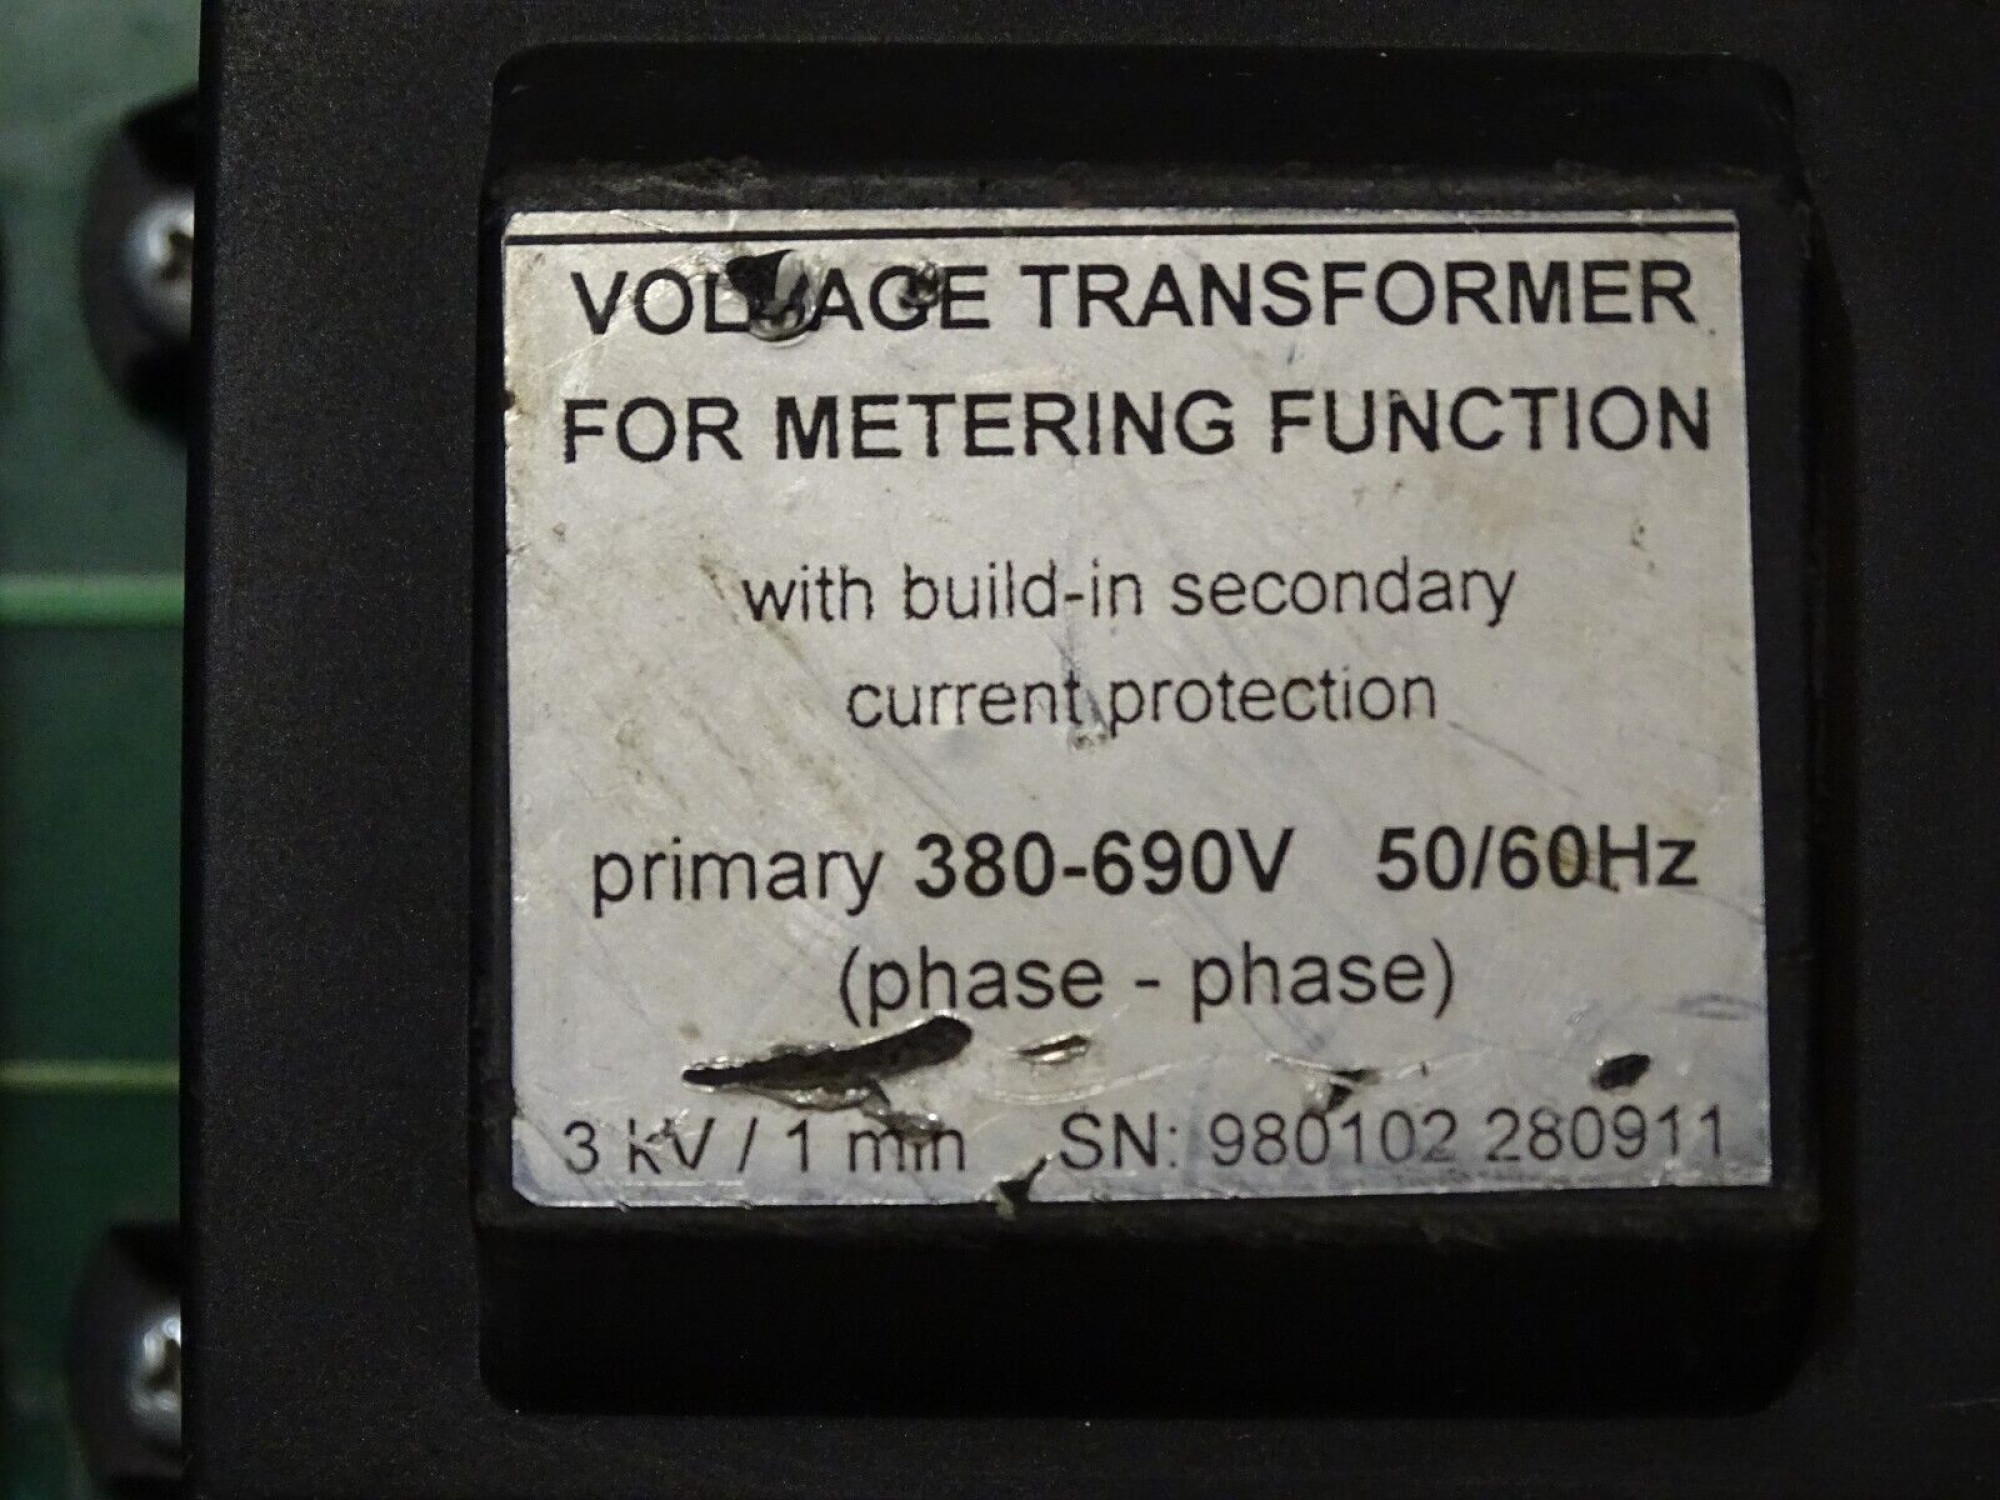 VOLTAGE TRANSFORMER
FOR METERING FUNCTION
with build-in secondary
current protection
primary 380-690V 50/60Hz
(phase - phase)
3 kV / 1 min SN: 980102 280911